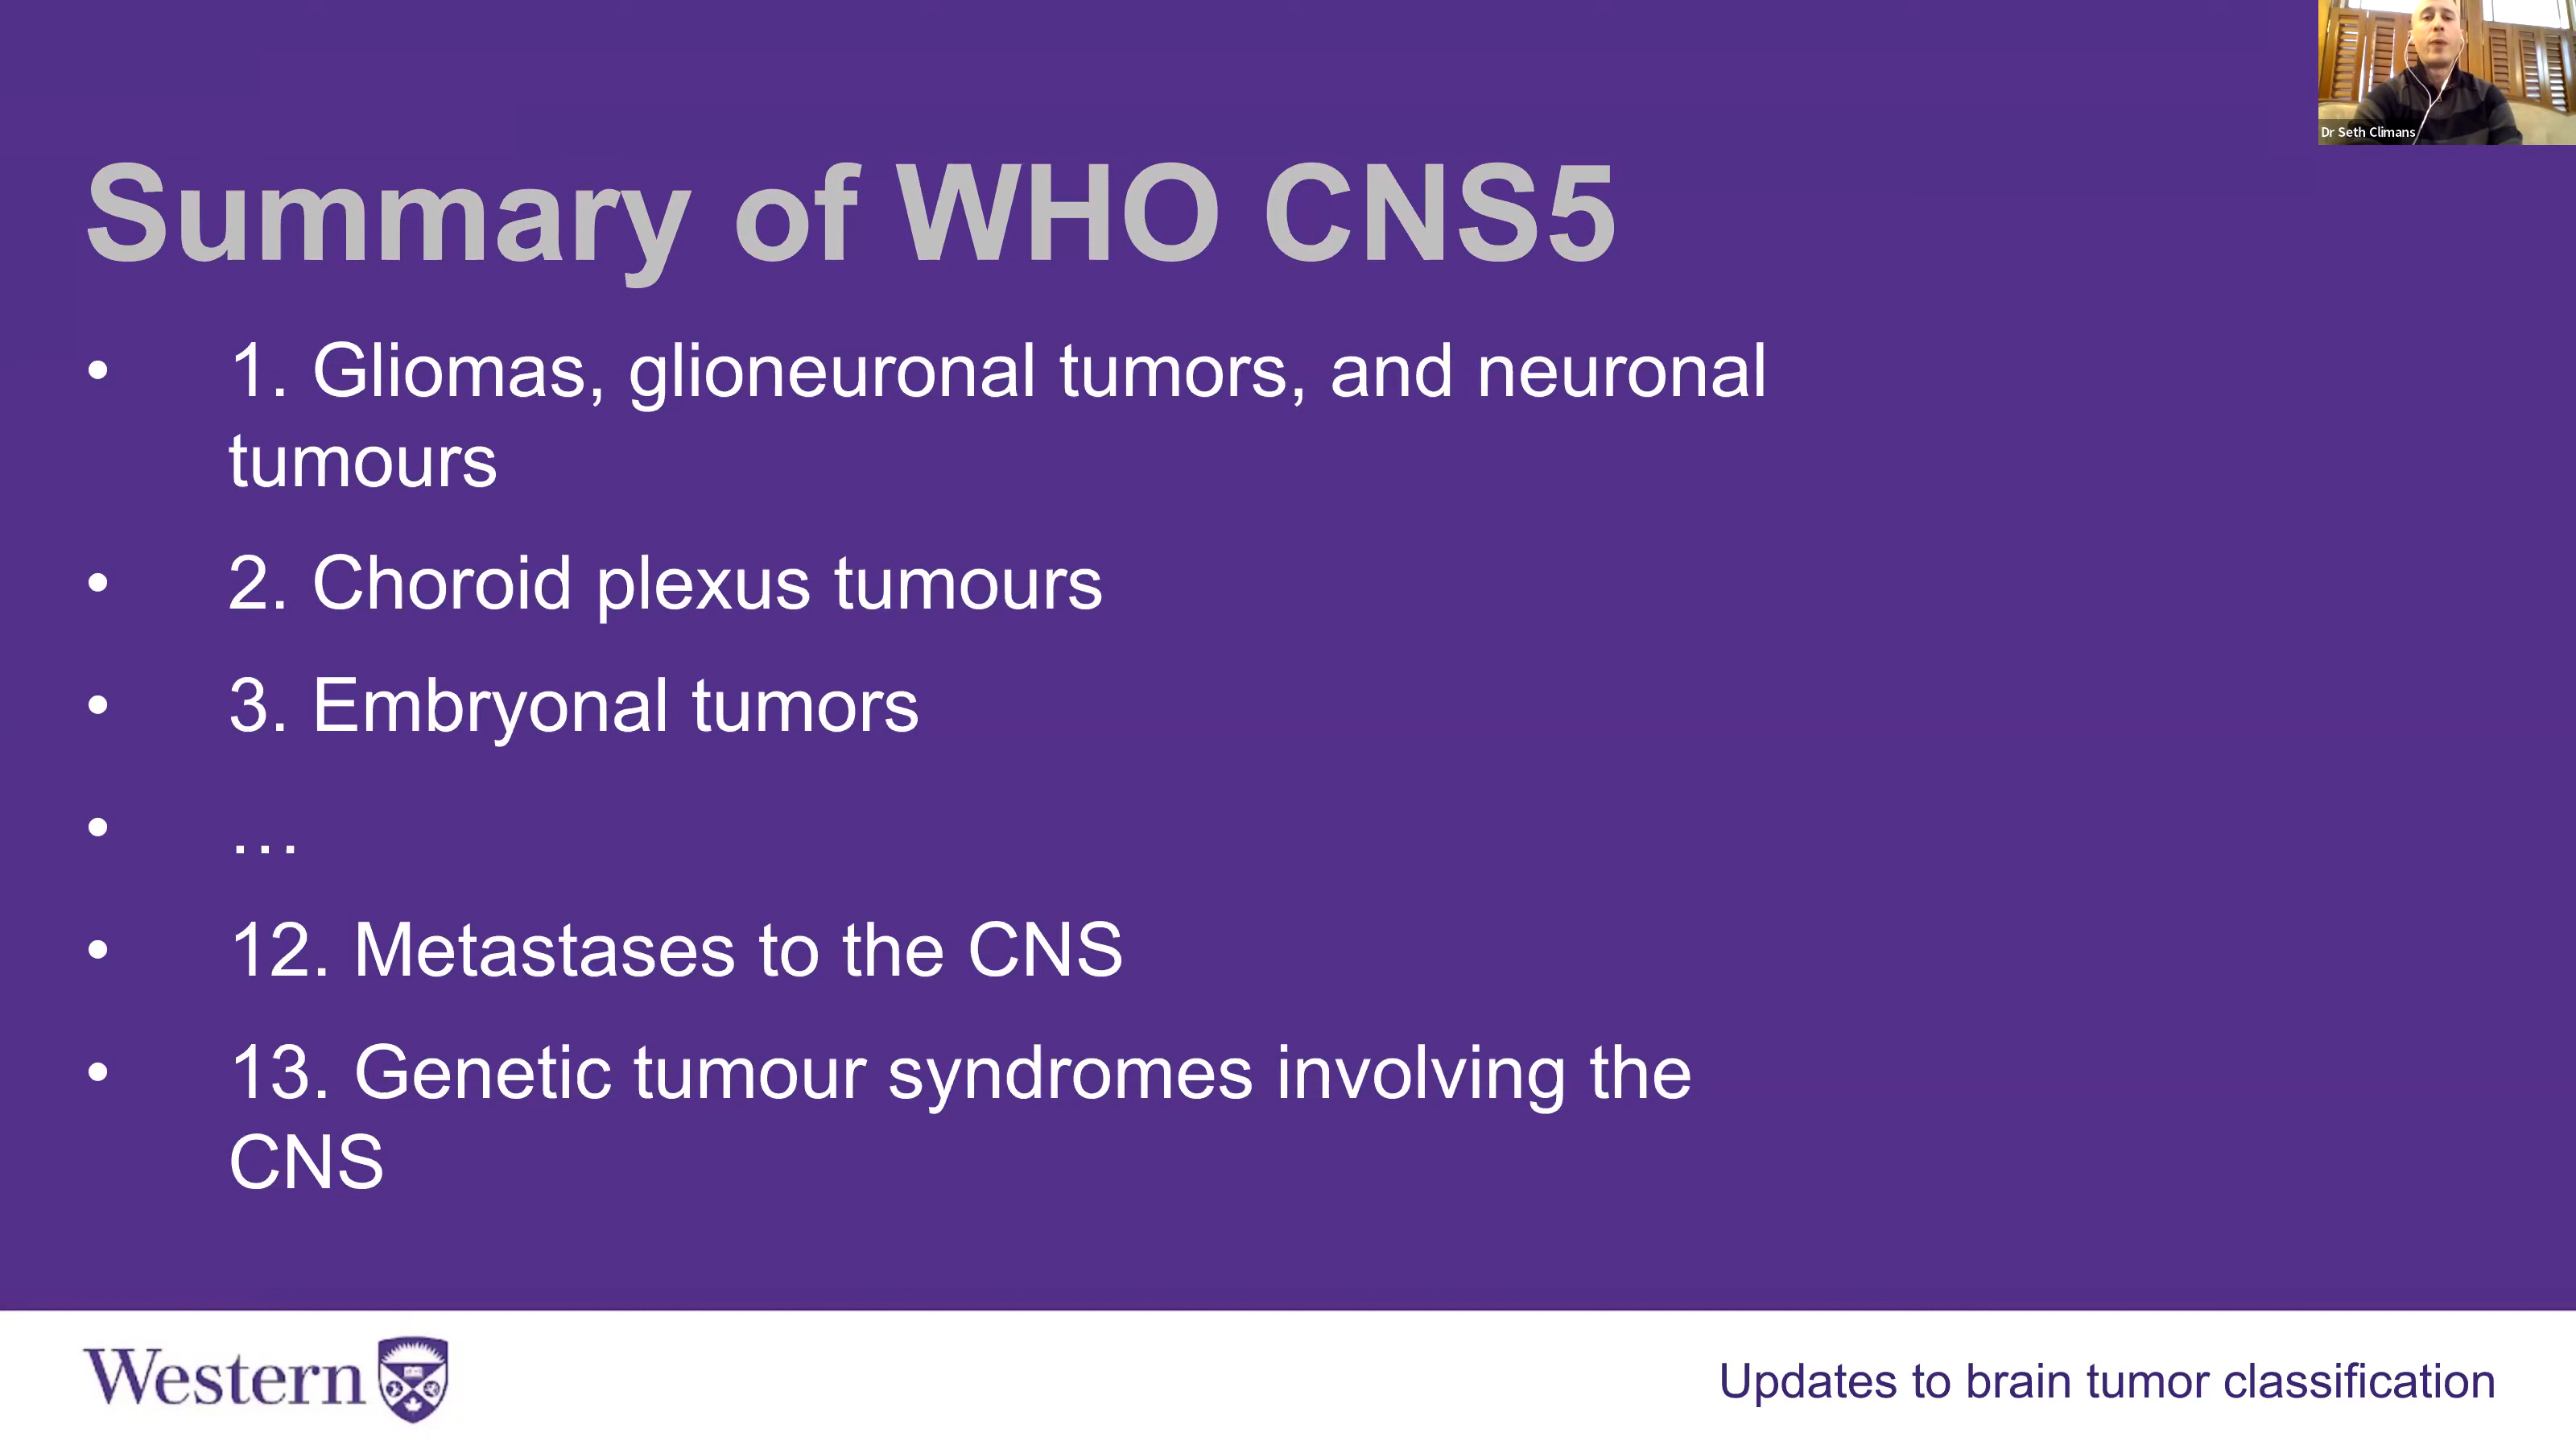 Dr Seth Climans
Summary of WHO CNS5
• 1. Gliomas, glioneuronal tumors, and neuronal
tumours
• 2. Choroid plexus tumours
• 3. Embryonal tumors
• …
• 12. Metastases to the CNS
• 13. Genetic tumour syndromes involving the
CNS
Western
Updates to brain tumor classification